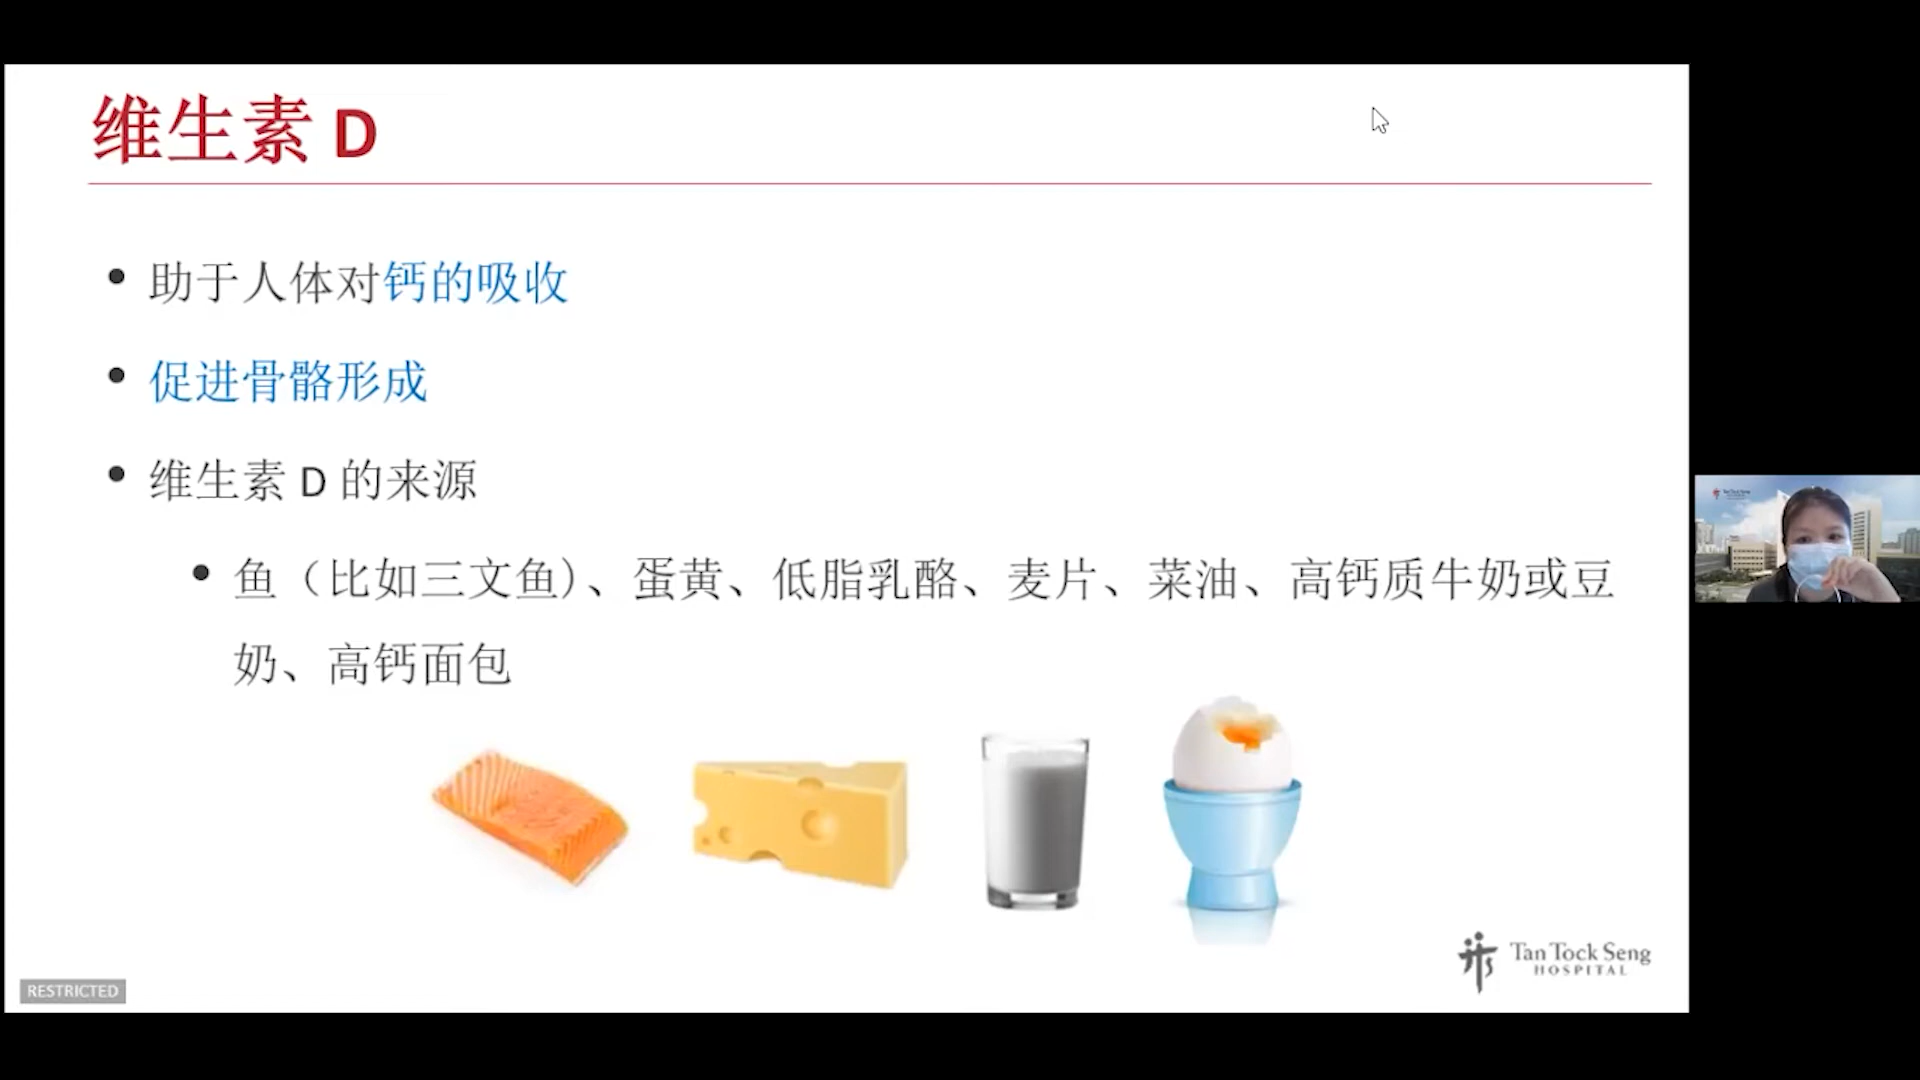 维生素 D
• 助于人体对钙的吸收
• 促进骨骼形成
• 维生素 D 的来源
• 鱼（比如三文鱼）、蛋黄、低脂乳酪、麦片、菜油、高钙质牛奶或豆
奶、高钙面包
Tan Tock Seng
HOSPITAL
RESTRICTED
Tan Tock Seng